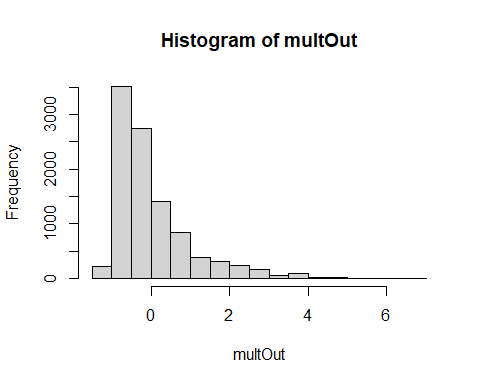 Histogram of multOut
Frequency
3000
2000
1000
0
0 2 4 6
multOut